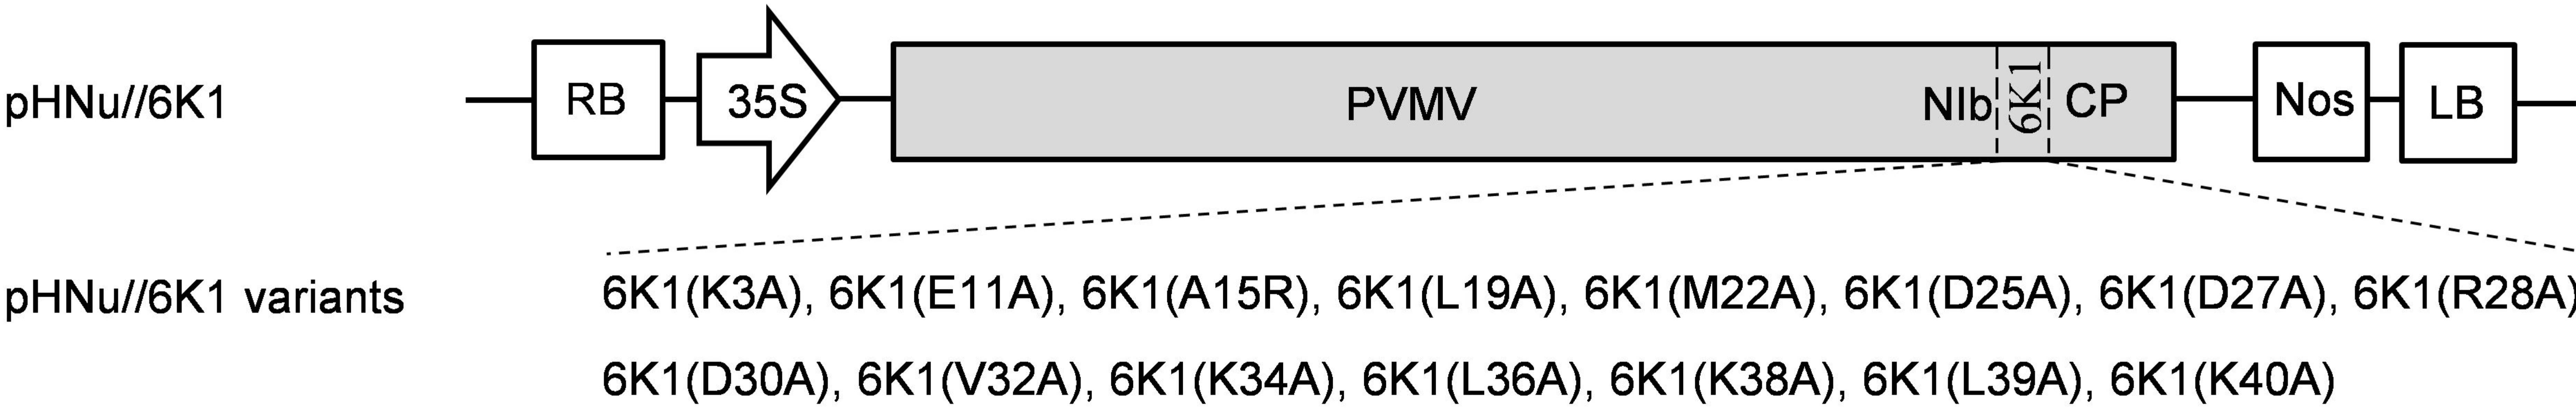 pHNu//6K1 RB 35S PVMV NIb 6K1 CP Nos LB
pHNu//6K1 variants 6K1(K3A), 6K1(E11A), 6K1(A15R), 6K1(L19A), 6K1(M22A), 6K1(D25A), 6K1(D27A), 6K1(R28A)
6K1(D30A), 6K1(V32A), 6K1(K34A), 6K1(L36A), 6K1(K38A), 6K1(L39A), 6K1(K40A)